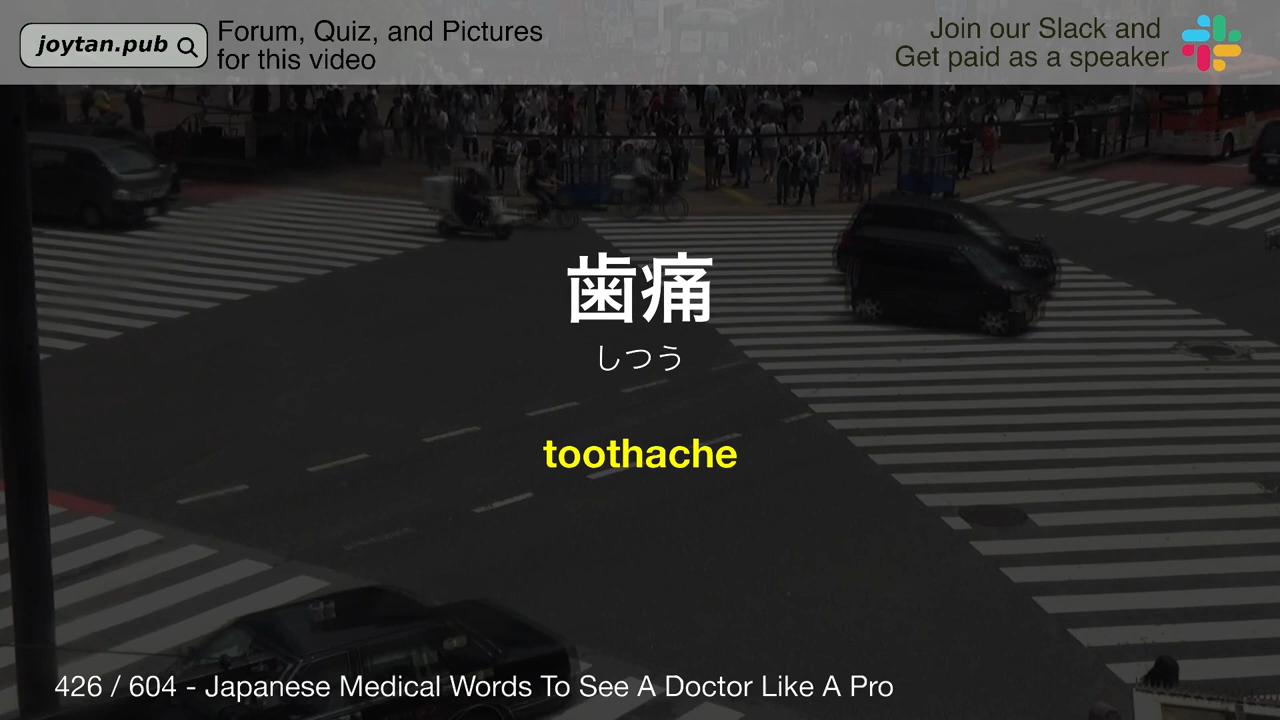 joytan.pub
Forum, Quiz, and Pictures
for this video
Join our Slack and
Get paid as a speaker
歯痛
しつう
toothache
426 / 604 - Japanese Medical Words To See A Doctor Like A Pro